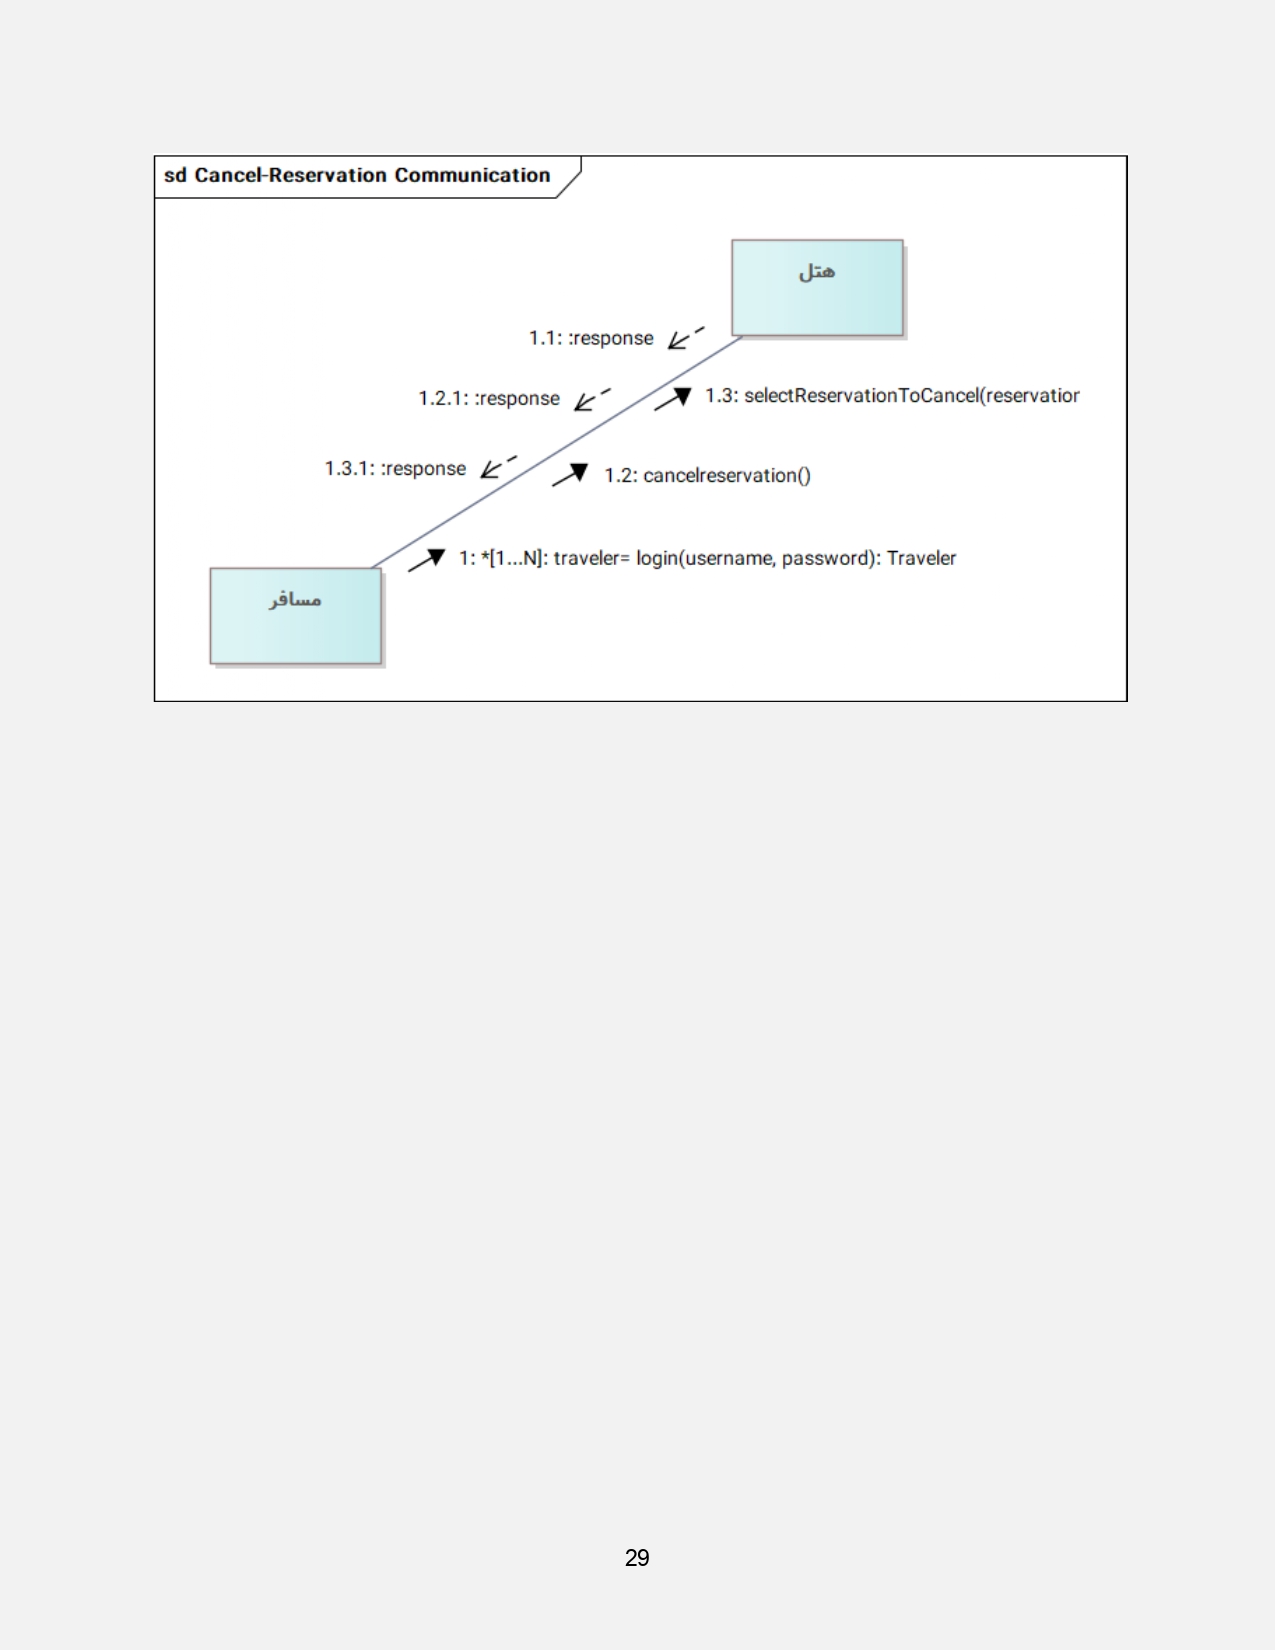 sd Cancel-Reservation Communication
هتل
1.1: :response
1.2.1: :response
1.3: selectReservationToCancel(reservatior
1.3.1: :response
1.2: cancelreservation()
1: *[1...N]: traveler= login(username, password): Traveler
مسافر
29